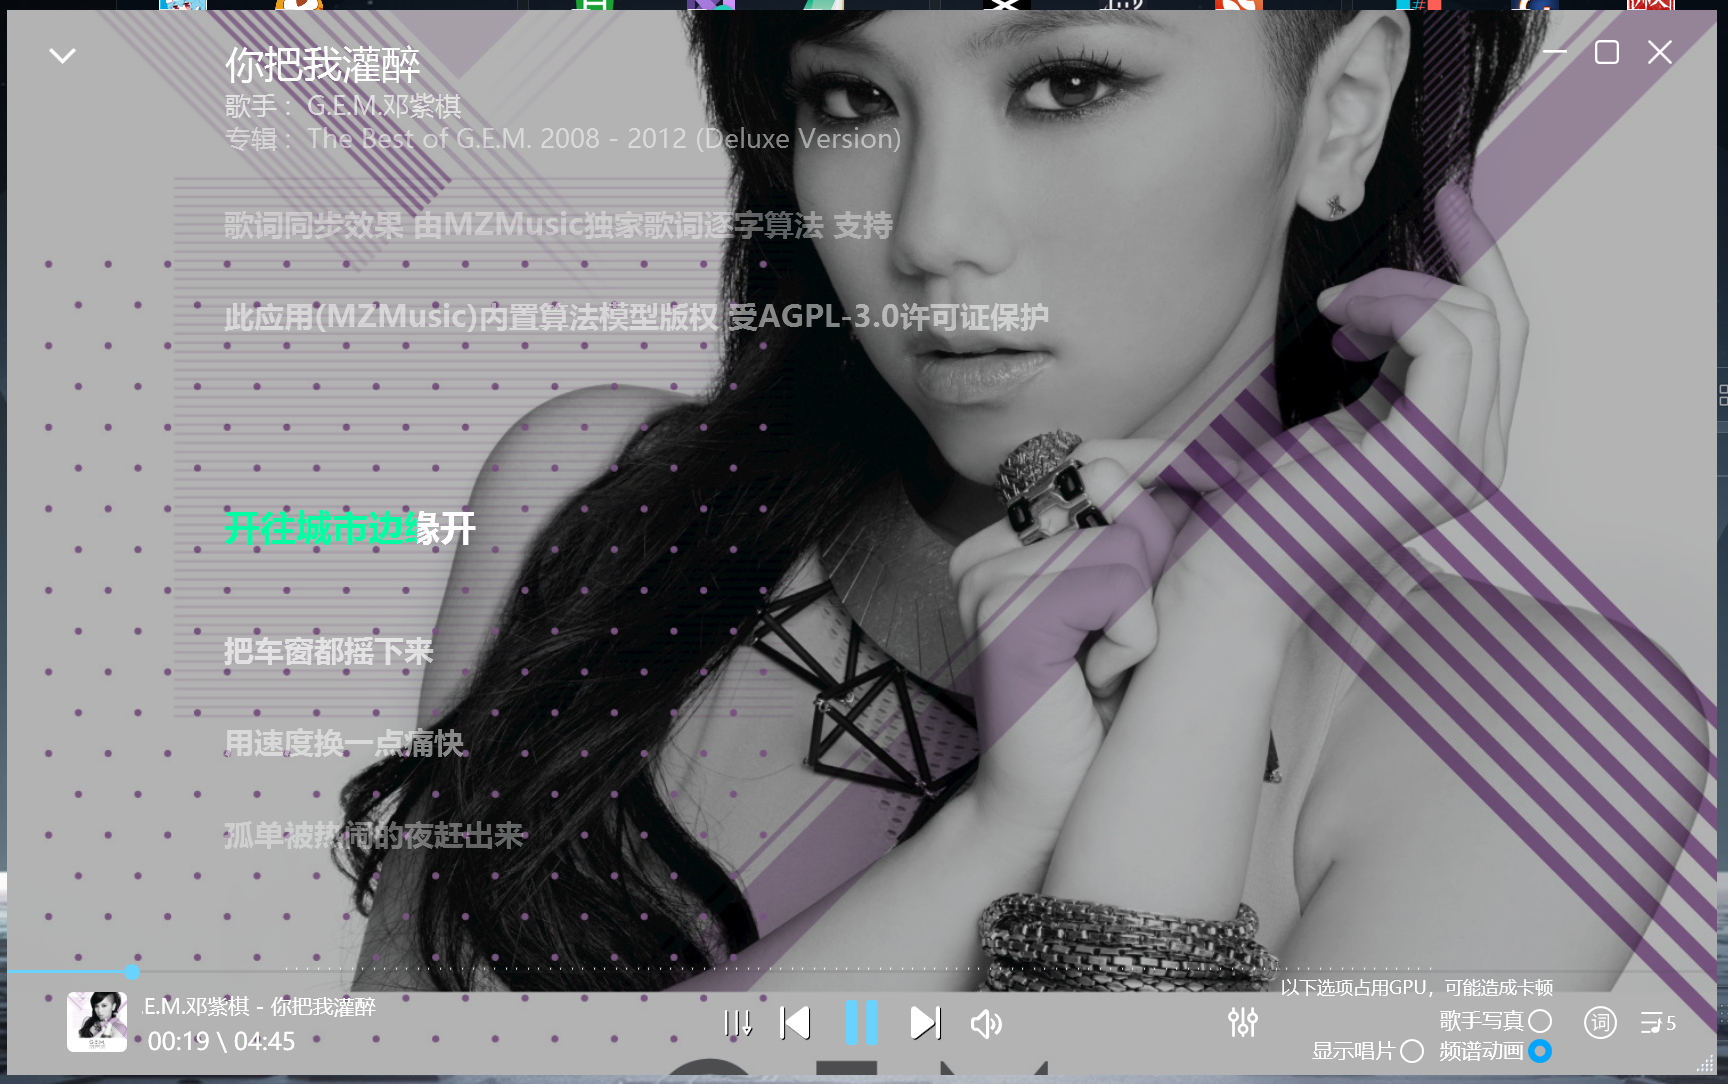 你把我灌醉
歌手： G.E.M.邓紫棋
专辑： The Best of G.E.M. 2008 - 2012 (Deluxe Version)
歌词同步效果 由MZMusic独家歌词逐字算法 支持
此应用(MZMusic)内置算法模型版权 受AGPL-3.0许可证保护
开往城市边缘开
把车窗都摇下来
用速度换一点痛快
孤单被热闹的夜赶出来
.E.M.邓紫棋 - 你把我灌醉
00:19 \ 04:45
以下选项占用GPU，可能造成卡顿
歌手写真
显示唱片 频谱动画
词
5